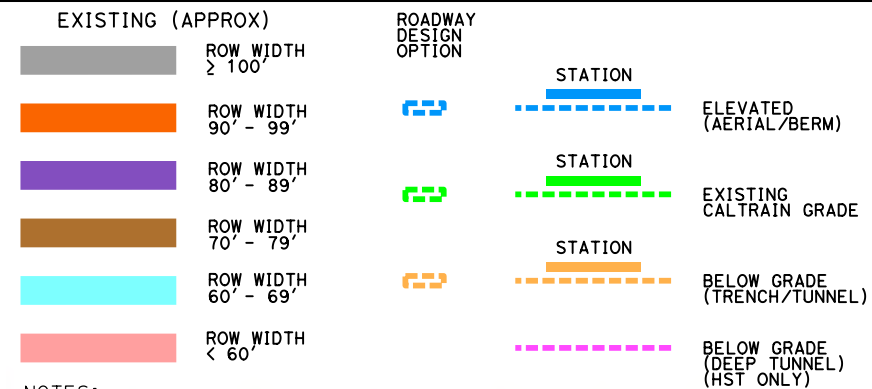 EXISTING (APPROX)
ROW WIDTH
≥ 100'
ROW WIDTH
90' - 99'
ROW WIDTH
80' - 89'
ROW WIDTH
70' - 79'
ROW WIDTH
60' - 69'
ROW WIDTH
< 60'
NOTES:
ROADWAY
DESIGN
OPTION
STATION
ELEVATED
(AERIAL/BERM)
STATION
EXISTING
CALTRAIN GRADE
STATION
BELOW GRADE
(TRENCH/TUNNEL)
BELOW GRADE
(DEEP TUNNEL)
(HST ONLY)